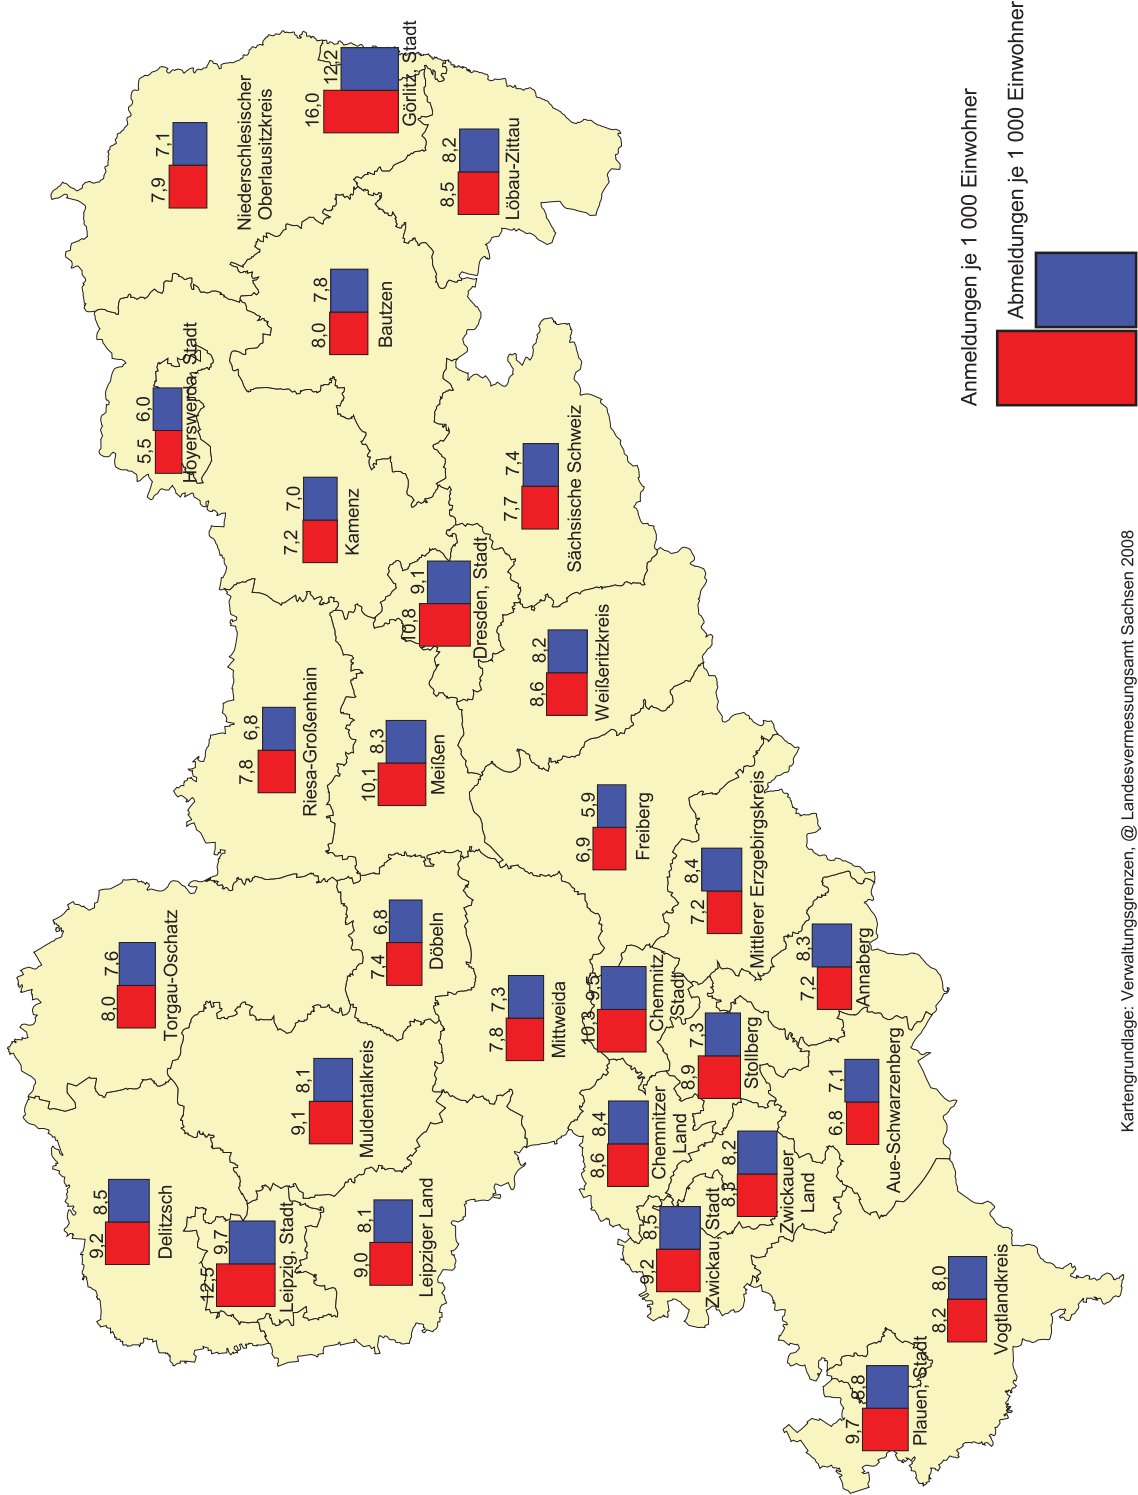 Anmeldungen je 1 000 Einwohner
Abmeldungen je 1 000 Einwohner
9,2
8,5
Delitzsch
8,0
7,6
Torgau-Oschatz
12,5
9,7
Leipzig, Stadt
9,1
8,1
Muldentalkreis
9,0
8,1
Leipziger Land
7,4
6,8
Döbeln
7,8
6,8
Riesa-Großenhain
10,1
8,3
Meißen
5,5
6,0
Hoyerswerda, Stadt
7,2
7,0
Kamenz
7,9
7,1
Niederschlesischer
Oberlausitzkreis
16,0
12,2
Görlitz, Stadt
8,0
7,8
Bautzen
8,5
8,2
Löbau-Zittau
10,8
9,1
Dresden, Stadt
7,7
7,4
Sächsische Schweiz
8,6
8,2
Weißeritzkreis
6,9
5,9
Freiberg
7,8
7,3
Mittweida
10,3
9,5
Chemnitz
Stadt
8,6
8,4
Chemnitzer
Land
7,2
8,4
Mittlerer Erzgebirgskreis
8,9
7,3
Stollberg
7,2
8,3
Annaberg
9,2
8,5
Zwickau, Stadt
8,3
8,2
Zwickauer
Land
6,8
7,1
Aue-Schwarzenberg
9,7
8,8
Plauen, Stadt
8,2
8,0
Vogtlandkreis
Kartengrundlage: Verwaltungsgrenzen, @ Landesvermessungsamt Sachsen 2008